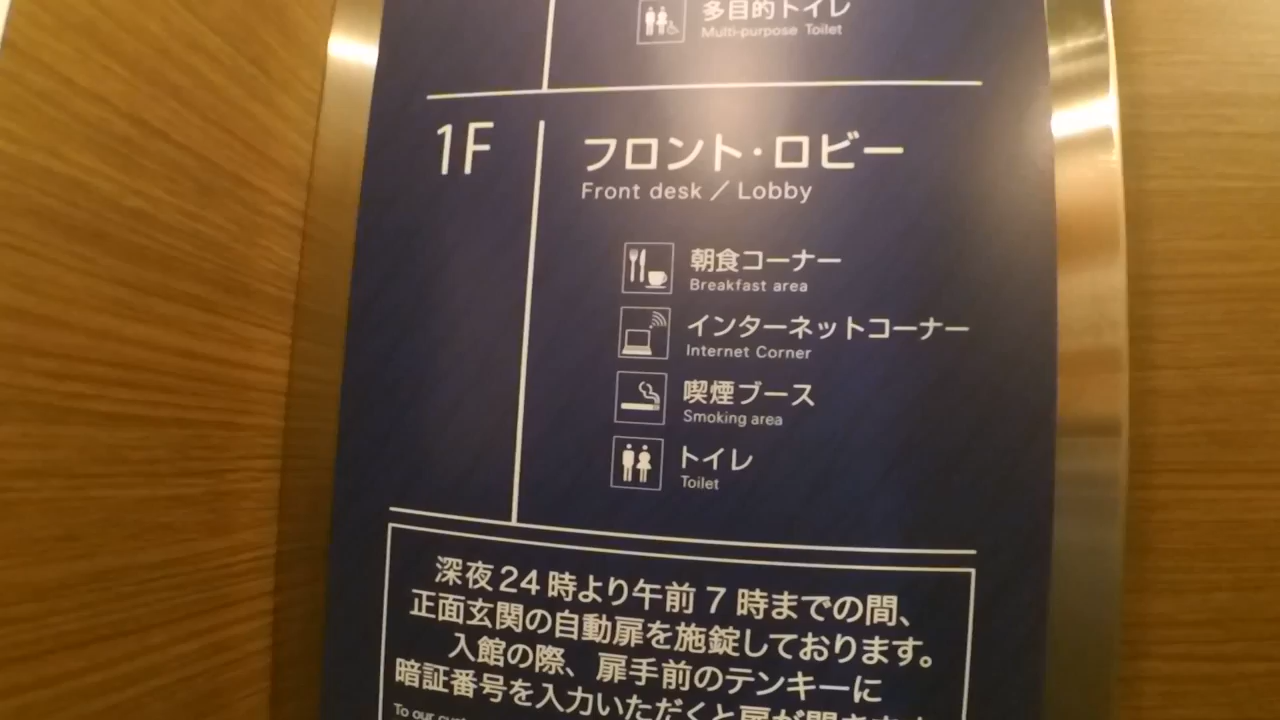 多目的トイレ
Multi-purpose Toilet
1F
フロント・ロビー
Front desk / Lobby
朝食コーナー
Breakfast area
インターネットコーナー
Internet Corner
喫煙ブース
Smoking area
トイレ
Toilet
深夜24時より午前7時までの間、
正面玄関の自動扉を施錠しております。
入館の際、扉手前のテンキーに
暗証番号を入力いただくと扉が開きます
To our